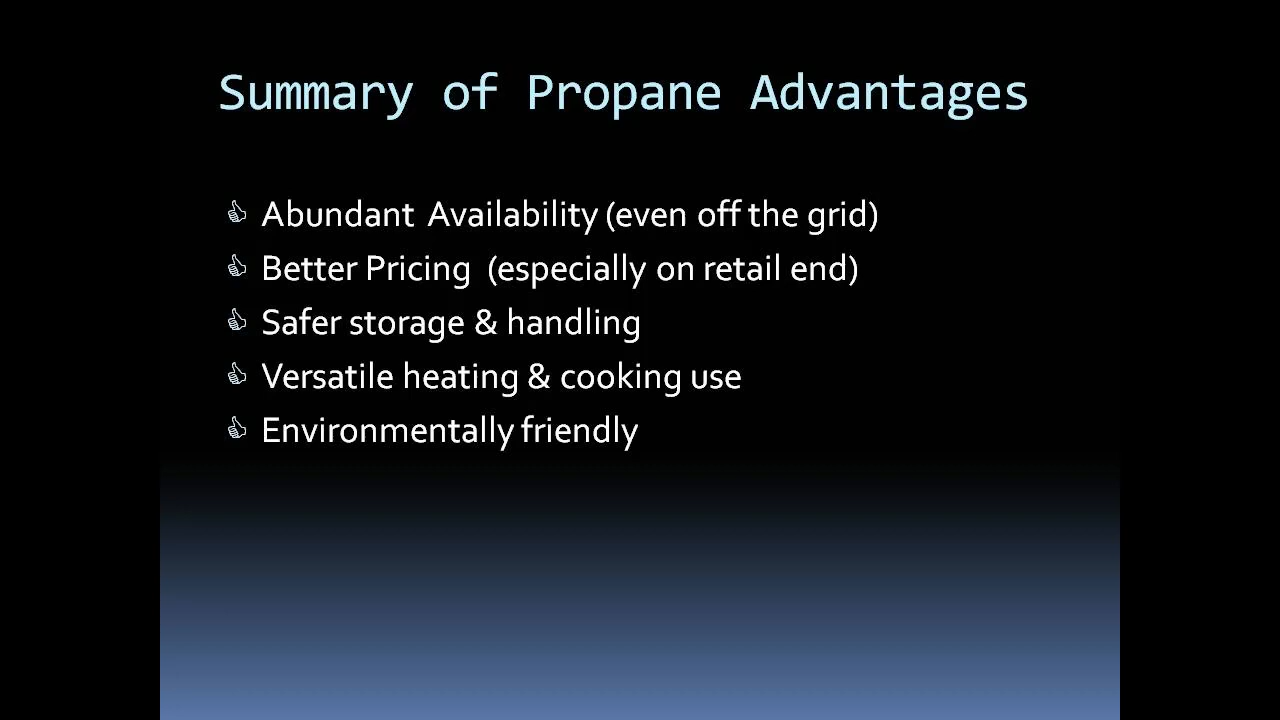 Summary of Propane Advantages
Abundant Availability (even off the grid)
Better Pricing (especially on retail end)
Safer storage & handling
Versatile heating & cooking use
Environmentally friendly